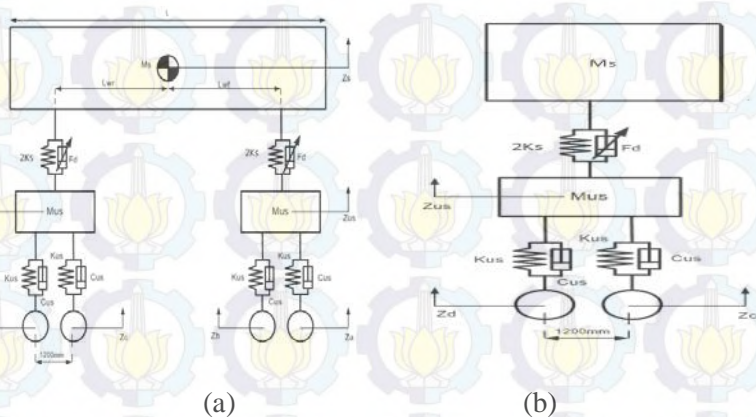 L
Ms
Zs
Lwr
Lwf
2Ks
Fd
2Ks
Fd
Mus
Mus
Zus
Kus
Kus
Cus
Cus
Kus
Kus
Cus
Cus
Zc
Zb
Za
1200mm
(a)
Ms
2Ks
Fd
Mus
Zus
Kus
Kus
Cus
Cus
Zd
Zc
1200mm
(b)